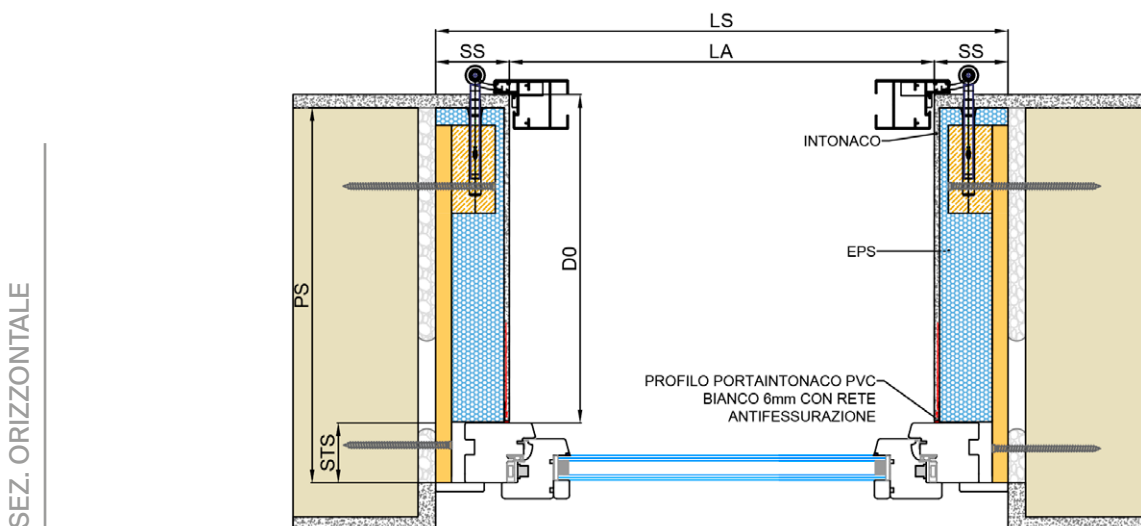 LS
SS
LA
SS
INTONACO
EPS
D0
PS
PROFILO PORTAINTONACO PVC
BIANCO 6mm CON RETE
ANTIFESSURAZIONE
STS
SEZ. ORIZZONTALE